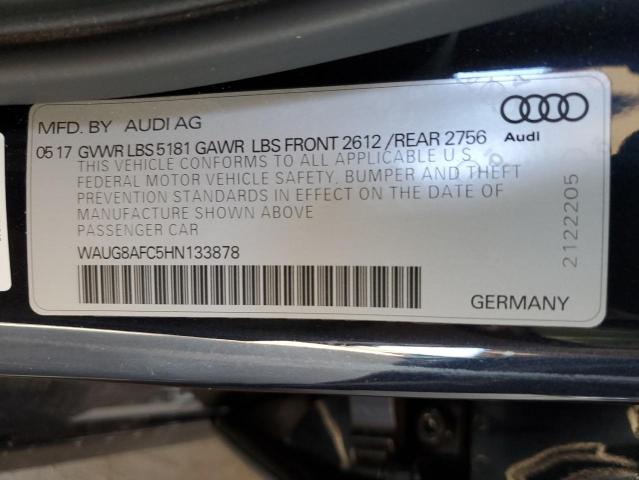 MFD. BY AUDI AG
05 17 GVWR LBS 5181 GAWR LBS FRONT 2612 /REAR 2756
THIS VEHICLE CONFORMS TO ALL APPLICABLE U.S
FEDERAL MOTOR VEHICLE SAFETY, BUMPER AND THEFT
PREVENTION STANDARDS IN EFFECT ON THE DATE OF
MANUFACTURE SHOWN ABOVE
PASSENGER CAR
WAUG8AFC5HN133878
Audi
2122205
GERMANY